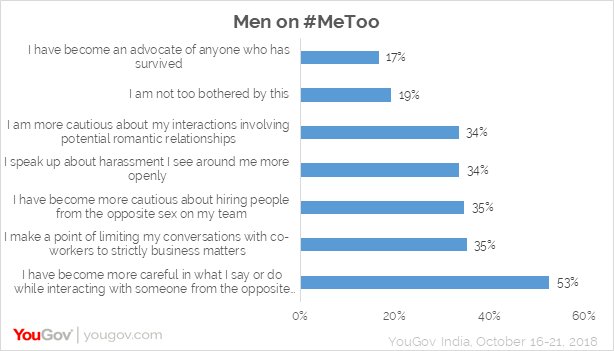 Men on #MeToo
I have become an advocate of anyone who has
survived
17%
I am not too bothered by this
19%
I am more cautious about my interactions involving
potential romantic relationships
34%
I speak up about harassment I see around me more
openly
34%
I have become more cautious about hiring people
from the opposite sex on my team
35%
I make a point of limiting my conversations with co-
workers to strictly business matters
35%
I have become more careful in what I say or do
while interacting with someone from the opposite…
53%
0% 20% 40% 60%
YouGov | yougov.com
YouGov India, October 16-21, 2018